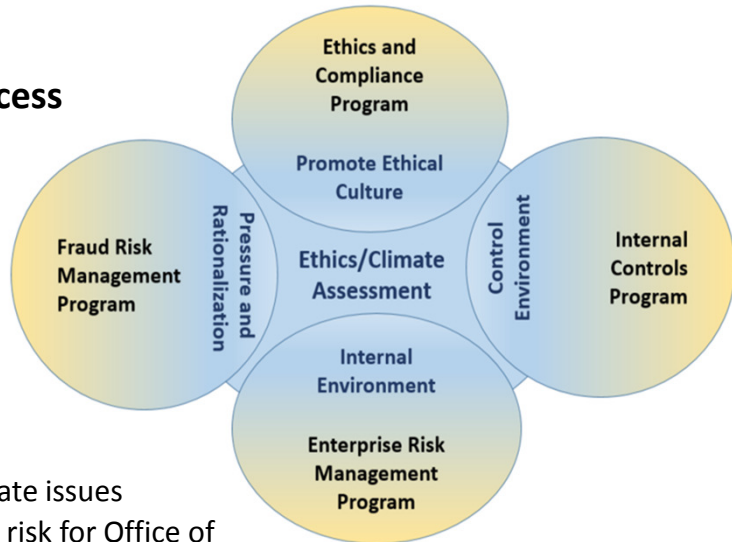 cess
Ethics and
Compliance
Program
Promote Ethical
Culture
Fraud Risk
Management
Program
Pressure and
Rationalization
Ethics/Climate
Assessment
Control
Environment
Internal
Controls
Program
Internal
Environment
Enterprise Risk
Management
Program
ate issues
risk for Office of